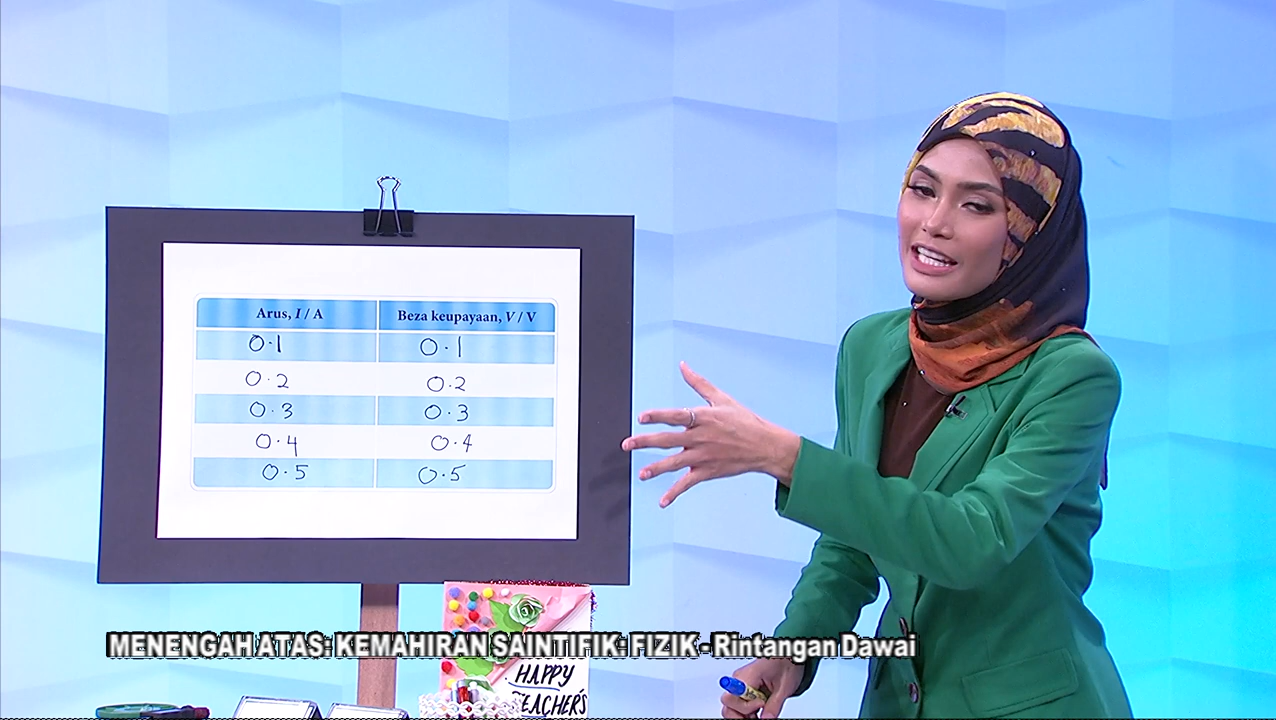 Arus, I / A Beza keupayaan, V / V
0.1 0.1
0.2 0.2
0.3 0.3
0.4 0.4
0.5 0.5
MENENGAH ATAS: KEMAHIRAN SAINTIFIK: FIZIK - Rintangan Dawai
HAPPY
TEACHER'S